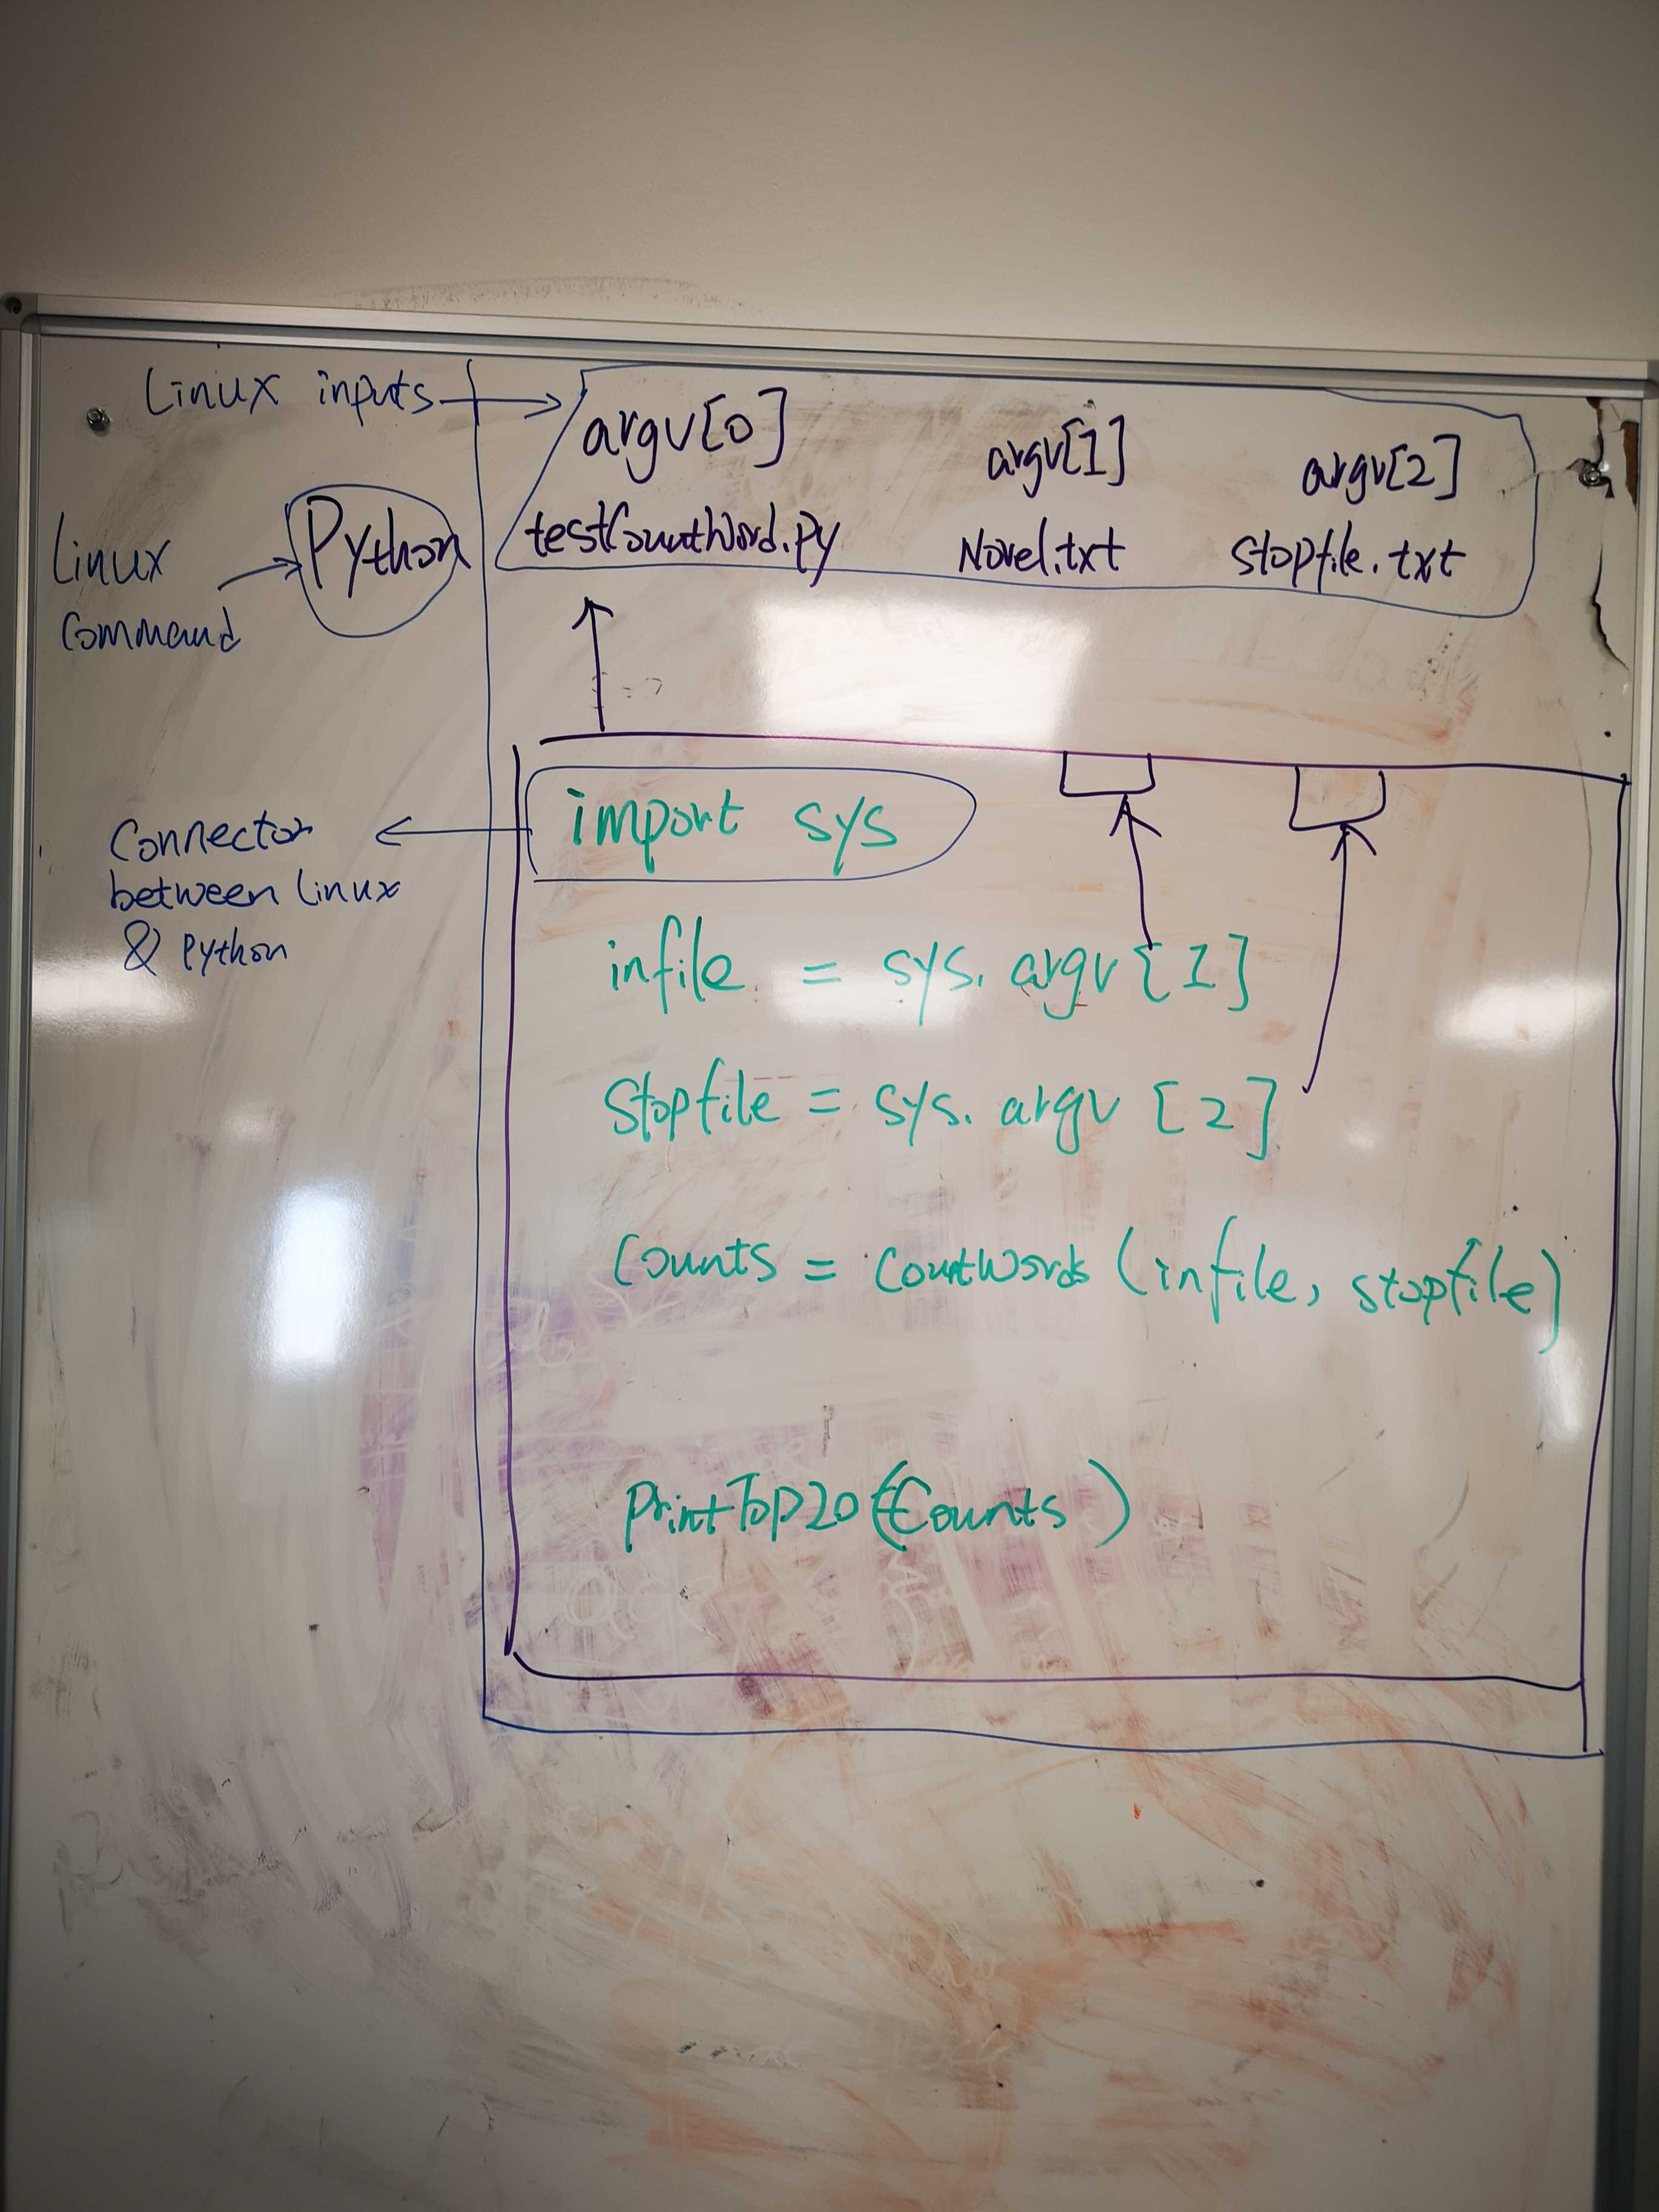 Linux inputs
argv[0] argv[1] argv[2]
Linux Command
Python testCountWord.py Novel.txt Stopfile.txt
import sys
Connector
between Linux
& Python
infile = sys.argv[1]
Stopfile = sys.argv[2]
Counts = CountWords (infile, stopfile)
PrintTop20(Counts)